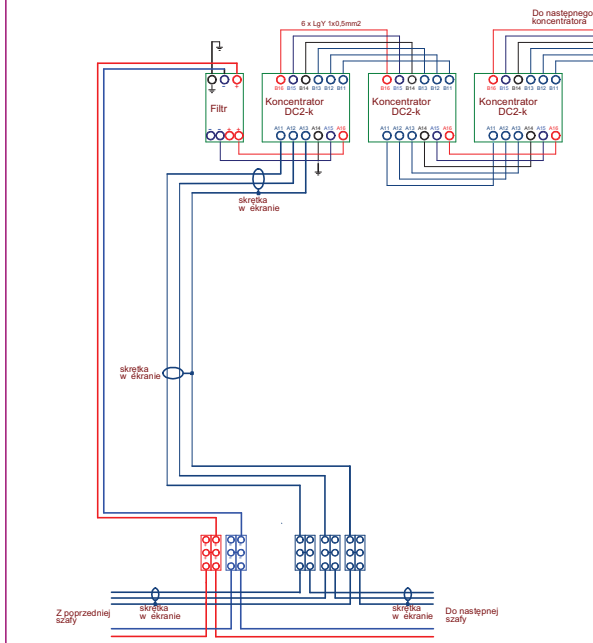 Do następnego
koncentratora
6 x LgY 1x0,5mm2
- +
Filtr
- - + +
B16 B15 B14 B13 B12 B11
Koncentrator
DC2-k
A11 A12 A13 A14 A15 A16
B16 B15 B14 B13 B12 B11
Koncentrator
DC2-k
A11 A12 A13 A14 A15 A16
B16 B15 B14 B13 B12 B11
Koncentrator
DC2-k
A11 A12 A13 A14 A15 A16
skrętka
w ekranie
skrętka
w ekranie
Z poprzedniej
szafy
skrętka
w ekranie
skrętka
w ekranie
Do następnej
szafy